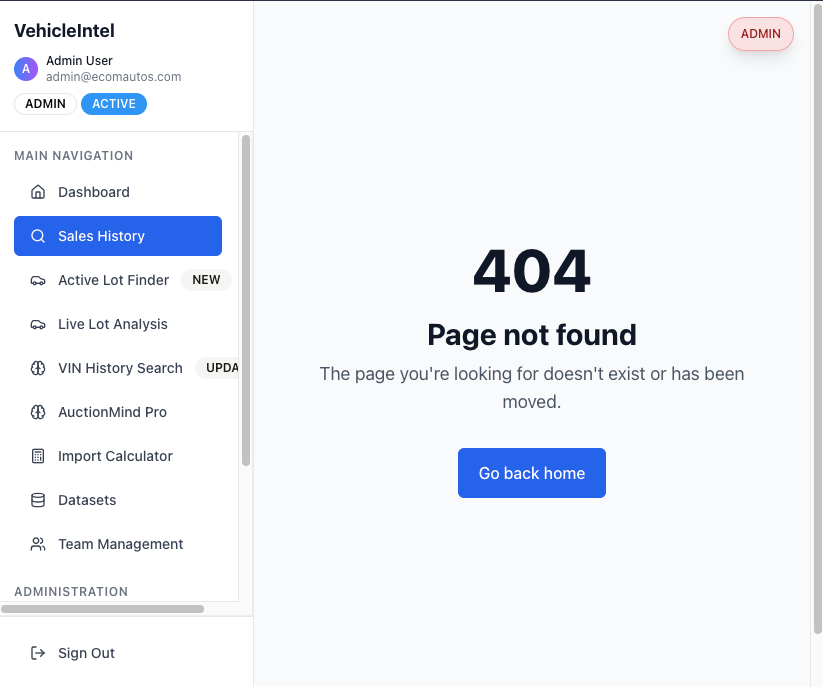 VehicleIntel
A
Admin User
admin@ecomautos.com
ADMIN
ACTIVE
MAIN NAVIGATION
Dashboard
Sales History
Active Lot Finder NEW
Live Lot Analysis
VIN History Search UPDA
AuctionMind Pro
Import Calculator
Datasets
Team Management
ADMINISTRATION
Sign Out
ADMIN
404
Page not found
The page you're looking for doesn't exist or has been
moved.
Go back home